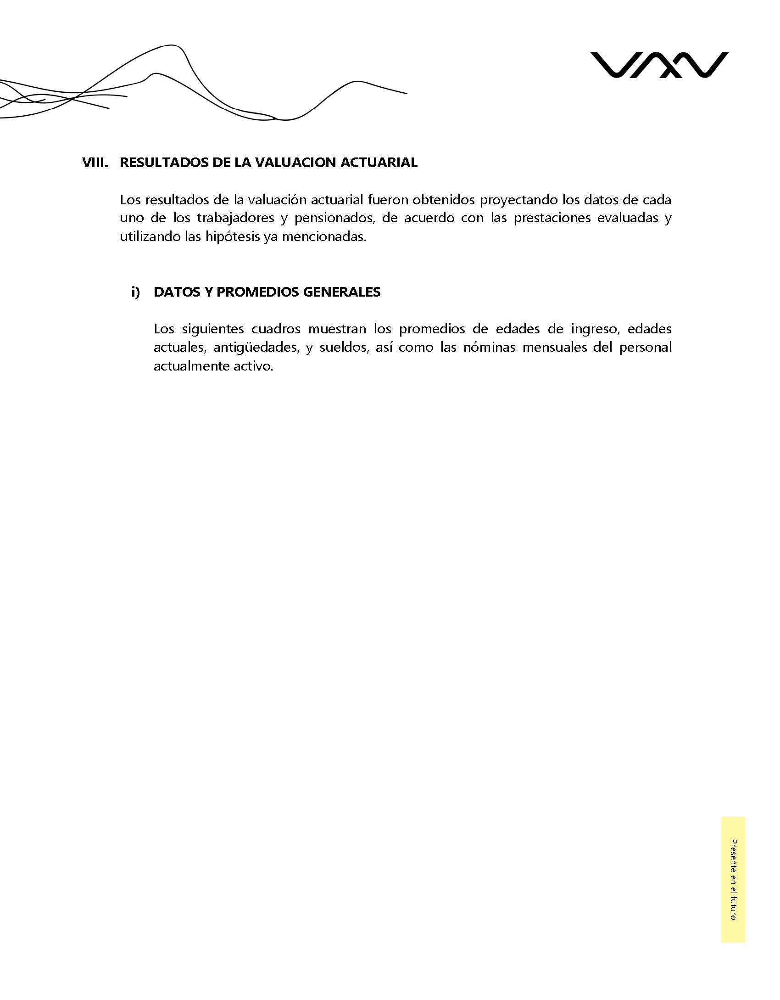 VIII. RESULTADOS DE LA VALUACION ACTUARIAL
Los resultados de la valuación actuarial fueron obtenidos proyectando los datos de cada
uno de los trabajadores y pensionados, de acuerdo con las prestaciones evaluadas y
utilizando las hipótesis ya mencionadas.
i) DATOS Y PROMEDIOS GENERALES
Los siguientes cuadros muestran los promedios de edades de ingreso, edades
actuales, antigüedades, y sueldos, así como las nóminas mensuales del personal
actualmente activo.
Presente en el futuro